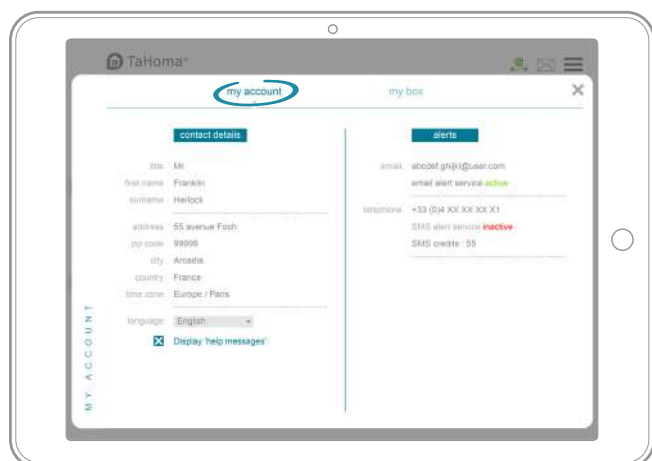 TaHoma®
my account
my box
contact details
title Mr.
first name Franklin
surname Herlock
address 55 avenue Foch
zip code 99999
city Arcadia
country France
time zone Europe / Paris
language English
Display 'help messages'
alerts
email abcdef.ghijkl@user.com
email alert service active
telephone +33 (0)4 XX XX XX X1
SMS alert service inactive
SMS credits : 55
MY ACCOUNT